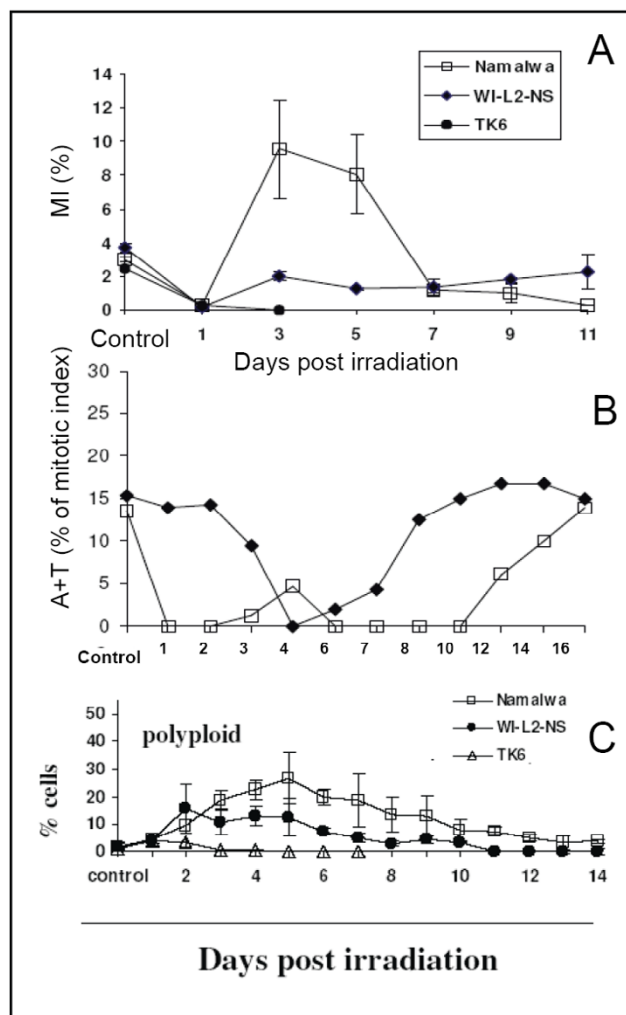 A
Namalwa
WI-L2-NS
TK6
14
12
10
8
6
4
2
0
MI (%)
Control 1 3 5 7 9 11
Days post irradiation
B
30
25
20
15
10
5
0
A+T (% of mitotic index)
Control 1 2 3 4 6 7 8 10 12 14 16
C
Namalwa
WI-L2-NS
TK6
polyploid
50
40
30
20
10
0
% cells
control 2 4 6 8 10 12 14
Days post irradiation